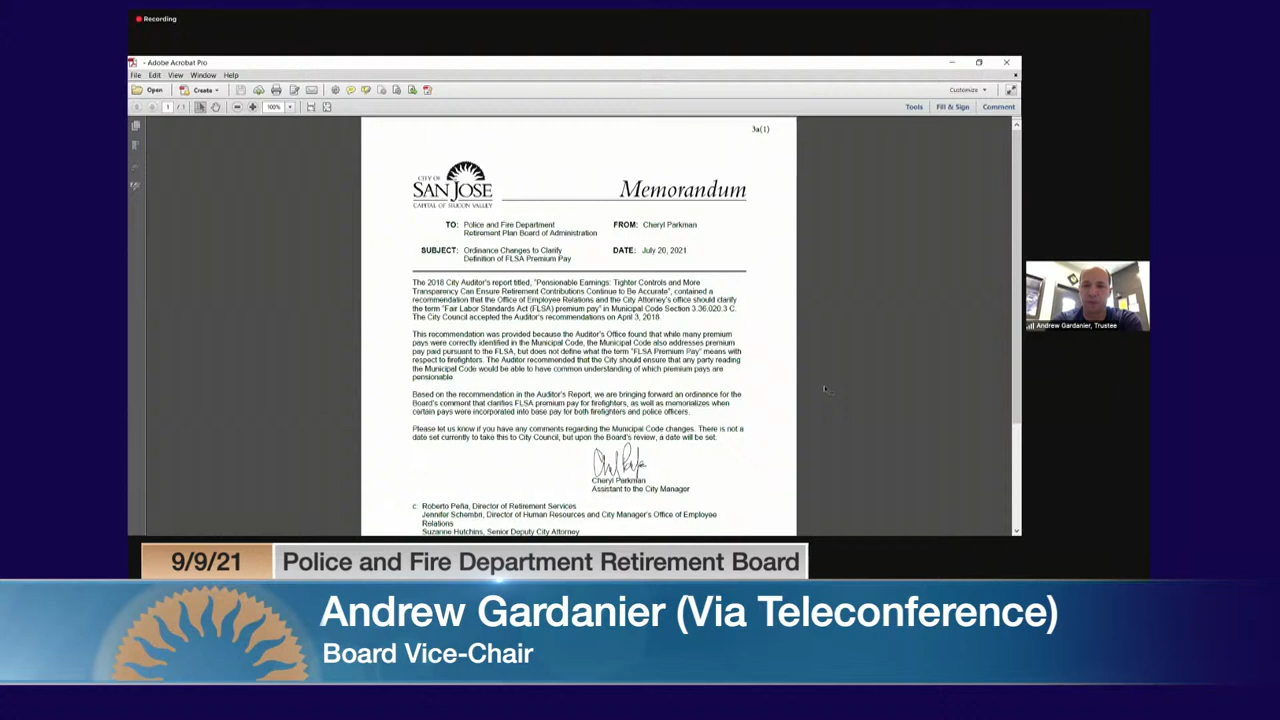 Recording
- Adobe Acrobat Pro
File Edit View Window Help
Open Create Customize
1 / 1 100% Tools Fill & Sign Comment
3a(1)
CITY OF
SAN JOSE
CAPITAL OF SILICON VALLEY
Memorandum
TO: Police and Fire Department
Retirement Plan Board of Administration
FROM: Cheryl Parkman
SUBJECT: Ordinance Changes to Clarify
Definition of FLSA Premium Pay
DATE: July 20, 2021
The 2018 City Auditor's report titled, "Pensionable Earnings: Tighter Controls and More
Transparency Can Ensure Retirement Contributions Continue to Be Accurate", contained a
recommendation that the Office of Employee Relations and the City Attorney's office should clarify
the term "Fair Labor Standards Act (FLSA) premium pay" in Municipal Code Section 3.36.020.3 C.
The City Council accepted the Auditor's recommendations on April 3, 2018.
This recommendation was provided because the Auditor's Office found that while many premium
pays were correctly identified in the Municipal Code, the Municipal Code also addresses premium
pay paid pursuant to the FLSA, but does not define what the term "FLSA Premium Pay" means with
respect to firefighters. The Auditor recommended that the City should ensure that any party reading
the Municipal Code would be able to have common understanding of which premium pays are
pensionable.
Based on the recommendation in the Auditor's Report, we are bringing forward an ordinance for the
Board's comment that clarifies FLSA premium pay for firefighters, as well as memorializes when
certain pays were incorporated into base pay for both firefighters and police officers.
Please let us know if you have any comments regarding the Municipal Code changes. There is not a
date set currently to take this to City Council, but upon the Board's review, a date will be set.
Cheryl Parkman
Assistant to the City Manager
c: Roberto Peña, Director of Retirement Services
Jennifer Schembri, Director of Human Resources and City Manager's Office of Employee
Relations
Suzanne Hutchins, Senior Deputy City Attorney
Andrew Gardanier, Trustee
9/9/21 Police and Fire Department Retirement Board
Andrew Gardanier (Via Teleconference)
Board Vice-Chair